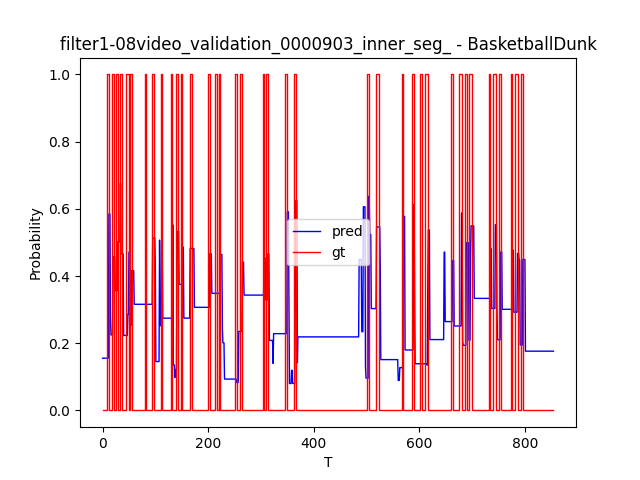 filter1-08video_validation_0000903_inner_seg_ - BasketballDunk
1.0
0.8
0.6
0.4
0.2
0.0
Probability
pred
gt
0 200 400 600 800
T